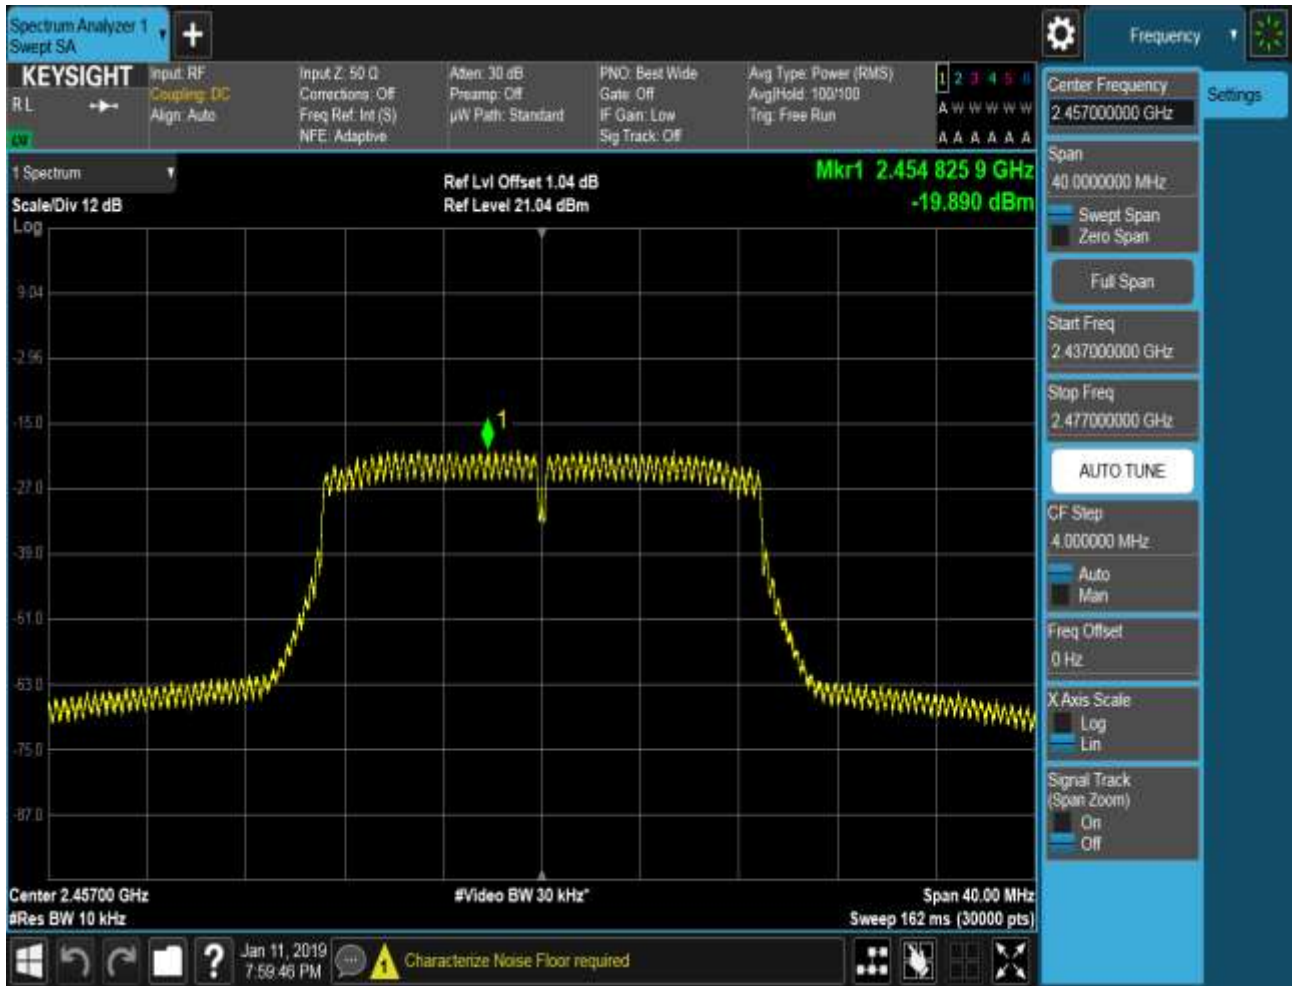 Spectrum Analyzer 1
Swept SA
+
Frequency
KEYSIGHT
RL
Input: RF
Coupling: DC
Align: Auto
Input Z: 50 Ω
Corrections: Off
Freq Ref: Int (S)
NFE: Adaptive
Atten: 30 dB
Preamp: Off
µW Path: Standard
PNO: Best Wide
Gate: Off
IF Gain: Low
Sig Track: Off
Avg Type: Power (RMS)
Avg|Hold: 100/100
Trig: Free Run
1 2 3 4 5 6
A W W W W W
A A A A A A
1 Spectrum
Scale/Div 12 dB
Log
Ref Lvl Offset 1.04 dB
Ref Level 21.04 dBm
Mkr1 2.454 825 9 GHz
-19.890 dBm
9.04
-2.96
-15.0
-27.0
-39.0
-51.0
-63.0
-75.0
-87.0
1
Center 2.45700 GHz
#Res BW 10 kHz
#Video BW 30 kHz*
Span 40.00 MHz
Sweep 162 ms (30000 pts)
Center Frequency
2.457000000 GHz
Settings
Span
40.0000000 MHz
Swept Span
Zero Span
Full Span
Start Freq
2.437000000 GHz
Stop Freq
2.477000000 GHz
AUTO TUNE
CF Step
4.000000 MHz
Auto
Man
Freq Offset
0 Hz
X Axis Scale
Log
Lin
Signal Track
(Span Zoom)
On
Off
?
Jan 11, 2019
7:59:46 PM
1
Characterize Noise Floor required